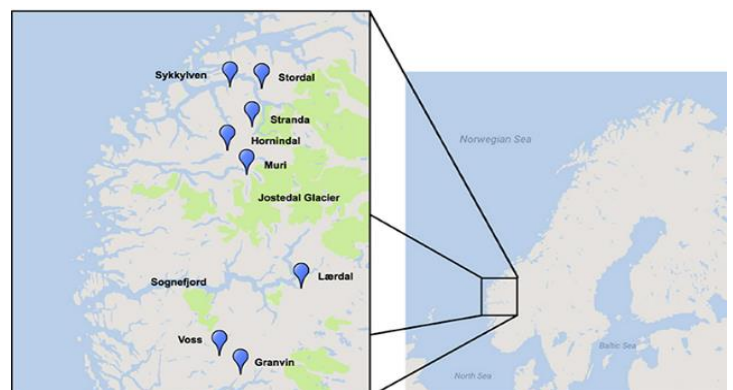 Sykkylven
Stordal
Stranda
Hornindal
Muri
Jostedal Glacier
Lærdal
Sognefjord
Voss
Granvin
Norwegian Sea
Baltic Sea
North Sea